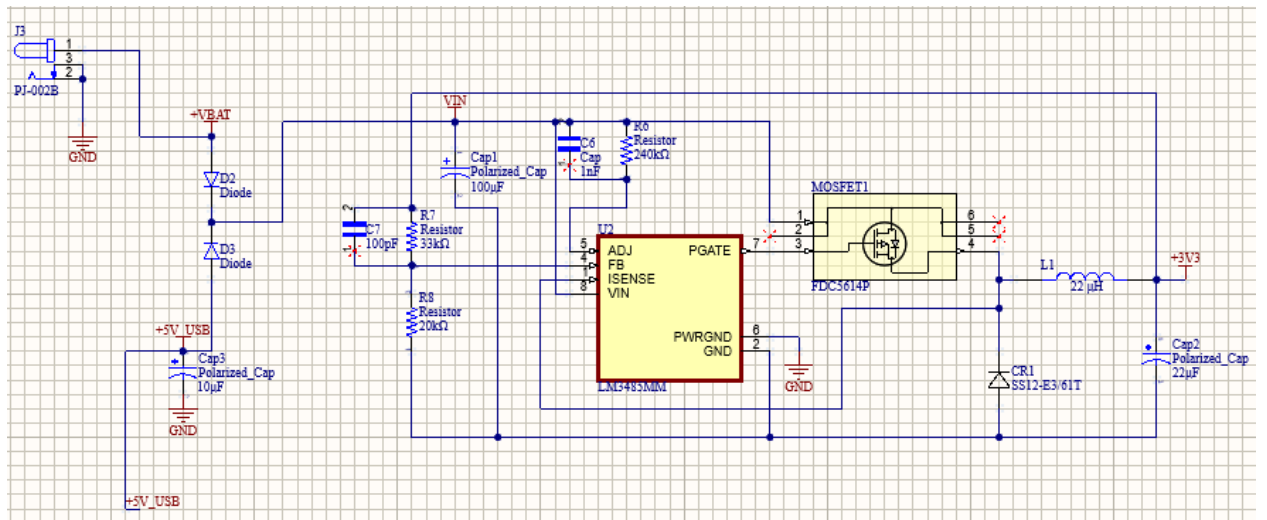 J3
1
3
2
PJ-002B
GND
+VBAT
D2
Diode
D3
Diode
+5V_USB
Cap3
Polarized_Cap
10µF
GND
+5V_USB
VIN
Cap1
Polarized_Cap
100µF
2
C7
100pF
1
R7
Resistor
33kΩ
R8
Resistor
20kΩ
C6
Cap
1nF
R6
Resistor
240kΩ
U2
5 ADJ
4 FB
1 ISENSE
8 VIN
PGATE 7
PWRGND 6
GND 2
LM3485MM
GND
MOSFET1
1
2
3
6
5
4
FDC5614P
L1
22 µH
+3V3
CR1
SS12-E3/61T
Cap2
Polarized_Cap
22µF